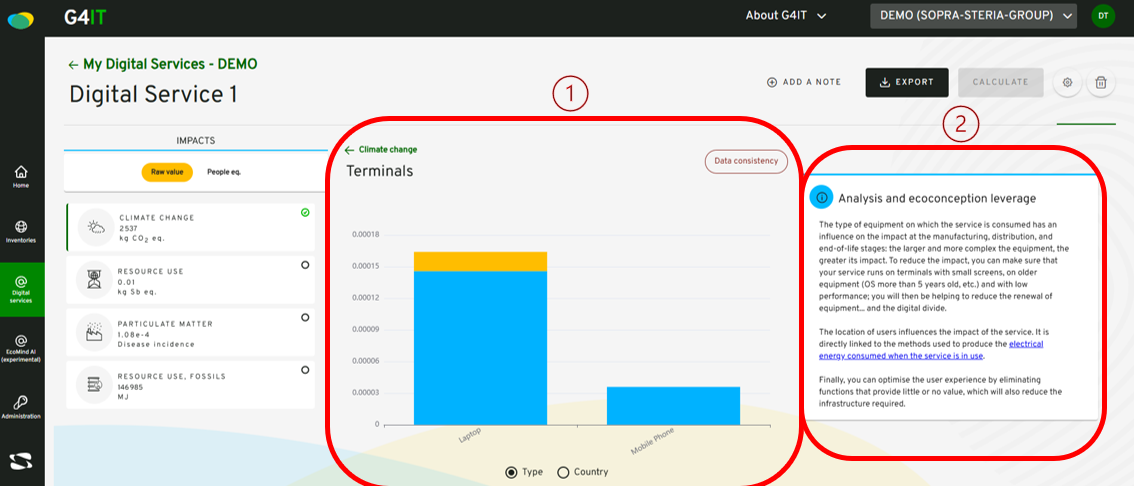 G4IT
About G4IT
DEMO (SOPRA-STERIA-GROUP)
DT
Home
Inventories
Digital
services
EcoMind AI
(experimental)
Administration
← My Digital Services - DEMO
Digital Service 1
ADD A NOTE
EXPORT
CALCULATE
IMPACTS
Raw value
People eq.
CLIMATE CHANGE
2537
kg CO2 eq.
RESOURCE USE
0.01
kg Sb eq.
PARTICULATE MATTER
1.08e-4
Disease incidence
RESOURCE USE, FOSSILS
146985
MJ
1
← Climate change
Terminals
Data consistency
0.00018
0.00015
0.00012
0.00009
0.00006
0.00003
0
Laptop
Mobile Phone
Type
Country
2
Analysis and ecoconception leverage
The type of equipment on which the service is consumed has an
influence on the impact at the manufacturing, distribution, and
end-of-life stages: the larger and more complex the equipment, the
greater its impact. To reduce the impact, you can make sure that
your service runs on terminals with small screens, on older
equipment (OS more than 5 years old, etc.) and with low
performance; you will then be helping to reduce the renewal of
equipment... and the digital divide.
The location of users influences the impact of the service. It is
directly linked to the methods used to produce the electrical
energy consumed when the service is in use.
Finally, you can optimise the user experience by eliminating
functions that provide little or no value, which will also reduce the
infrastructure required.